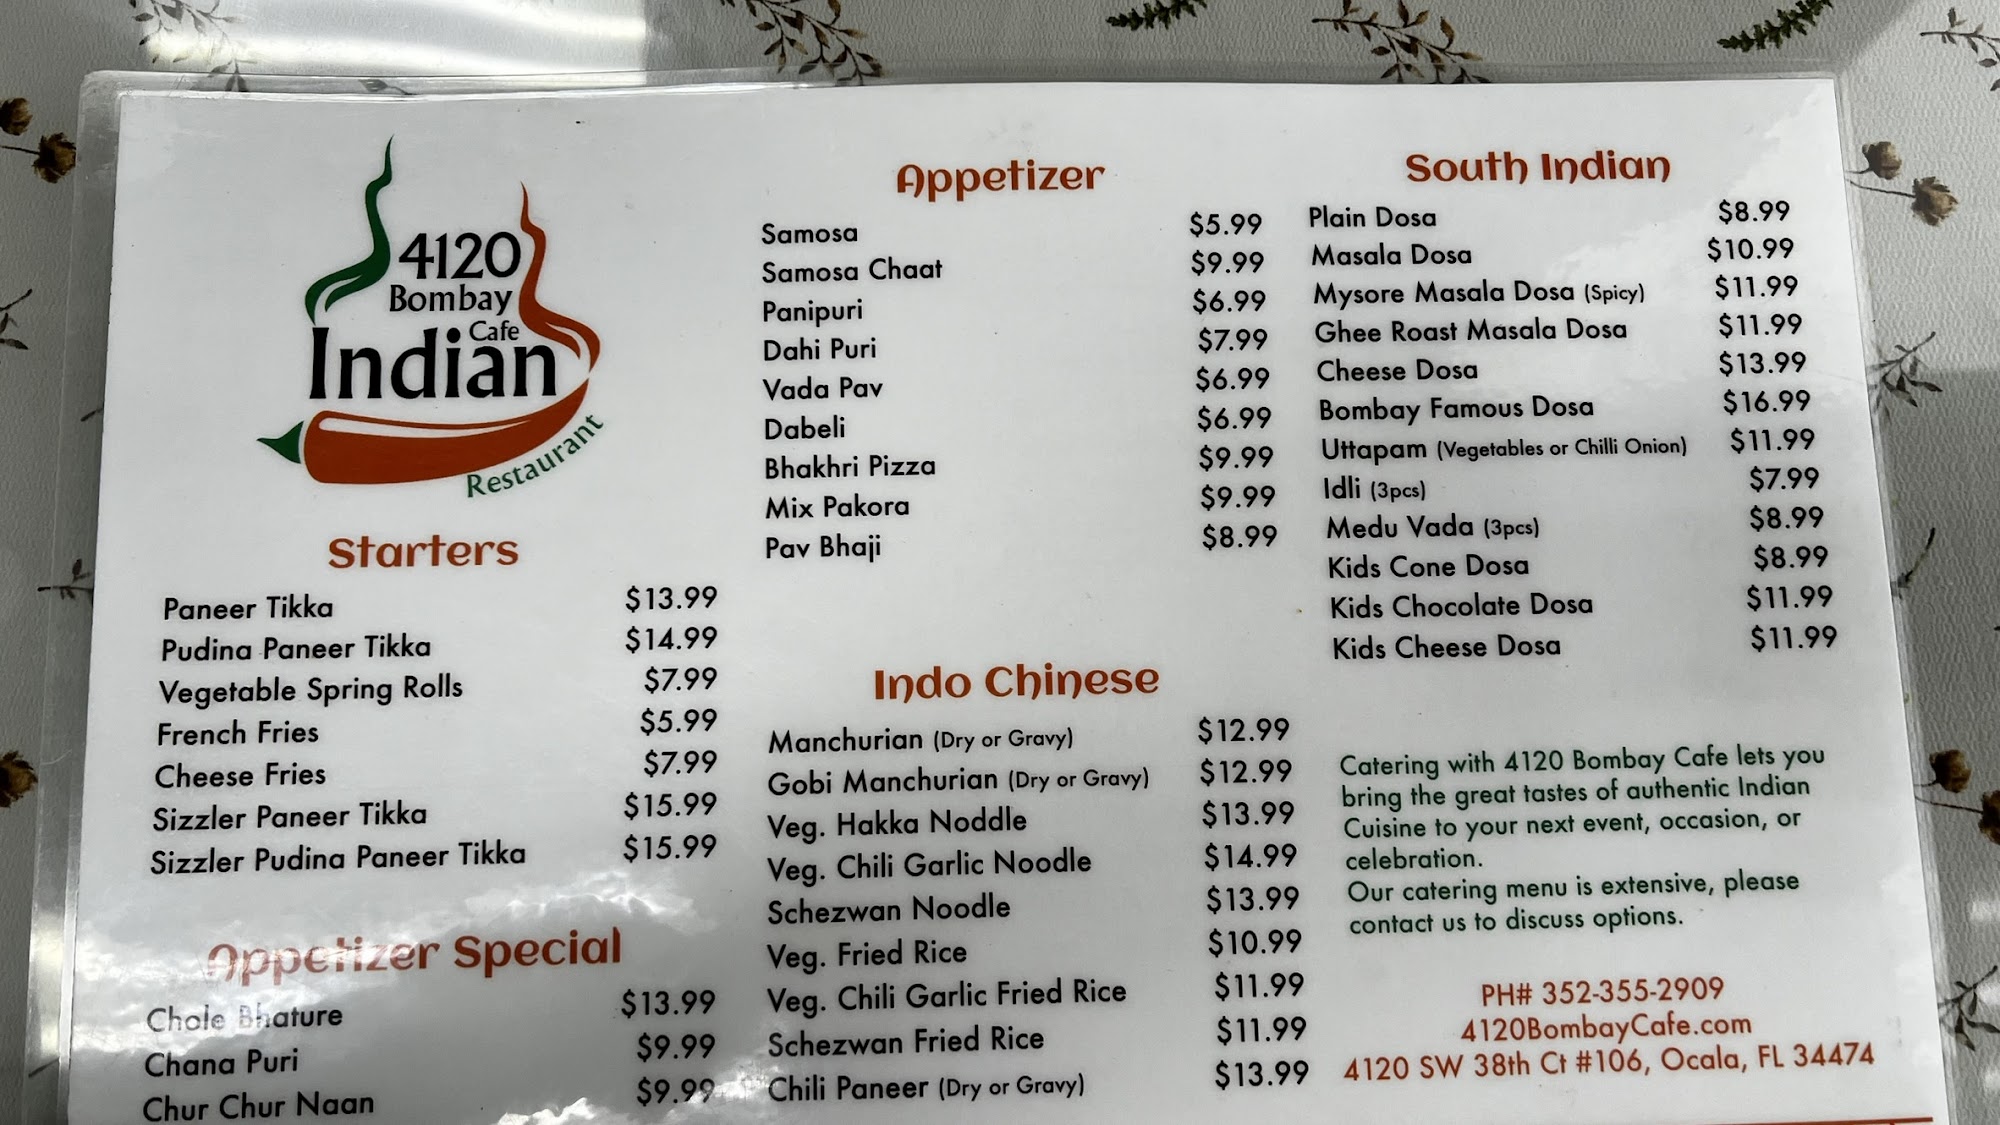 4120
Bombay
Cafe
Indian
Restaurant
Starters
Paneer Tikka $13.99
Pudina Paneer Tikka $14.99
Vegetable Spring Rolls $7.99
French Fries $5.99
Cheese Fries $7.99
Sizzler Paneer Tikka $15.99
Sizzler Pudina Paneer Tikka $15.99
Appetizer Special
Chole Bhature $13.99
Chana Puri $9.99
Chur Chur Naan $9.99
Appetizer
Samosa $5.99
Samosa Chaat $9.99
Panipuri $6.99
Dahi Puri $7.99
Vada Pav $6.99
Dabeli $6.99
Bhakhri Pizza $9.99
Mix Pakora $9.99
Pav Bhaji $8.99
Indo Chinese
Manchurian (Dry or Gravy) $12.99
Gobi Manchurian (Dry or Gravy) $12.99
Veg. Hakka Noddle $13.99
Veg. Chili Garlic Noodle $14.99
Schezwan Noodle $13.99
Veg. Fried Rice $10.99
Veg. Chili Garlic Fried Rice $11.99
Schezwan Fried Rice $11.99
Chili Paneer (Dry or Gravy) $13.99
South Indian
Plain Dosa $8.99
Masala Dosa $10.99
Mysore Masala Dosa (Spicy) $11.99
Ghee Roast Masala Dosa $11.99
Cheese Dosa $13.99
Bombay Famous Dosa $16.99
Uttapam (Vegetables or Chilli Onion) $11.99
Idli (3pcs) $7.99
Medu Vada (3pcs) $8.99
Kids Cone Dosa $8.99
Kids Chocolate Dosa $11.99
Kids Cheese Dosa $11.99
Catering with 4120 Bombay Cafe lets you
bring the great tastes of authentic Indian
Cuisine to your next event, occasion, or
celebration.
Our catering menu is extensive, please
contact us to discuss options.
PH# 352-355-2909
4120BombayCafe.com
4120 SW 38th Ct #106, Ocala, FL 34474